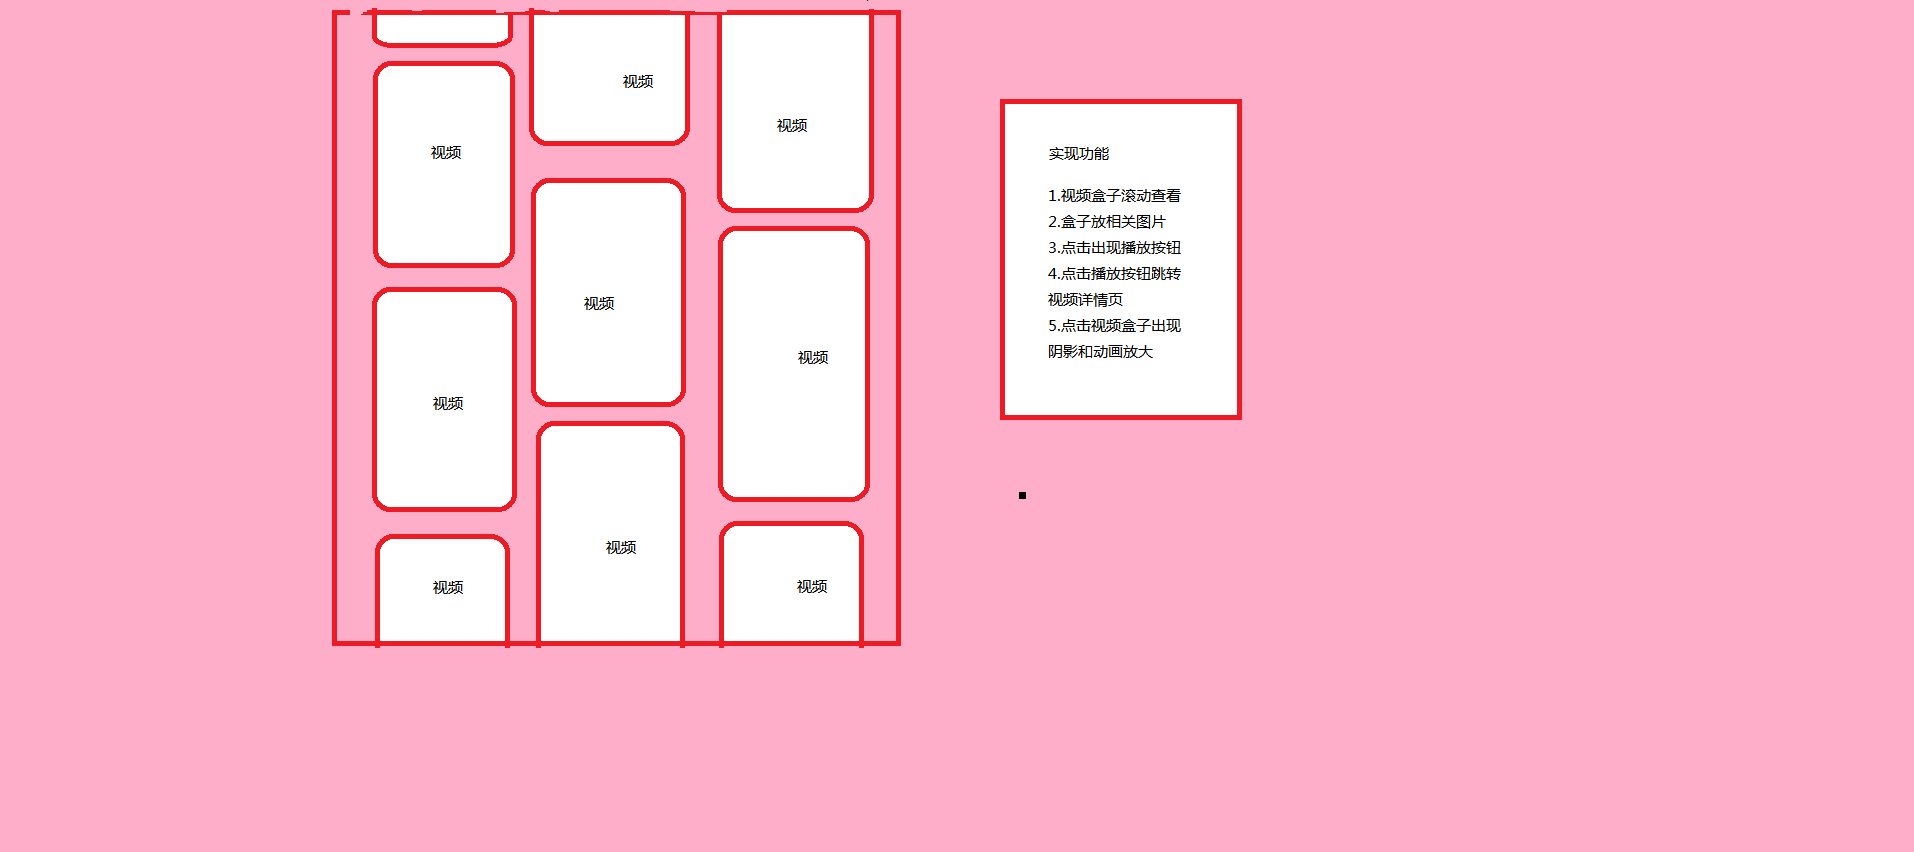 视频
视频
视频
视频
视频
视频
视频
视频
视频
实现功能
1.视频盒子滚动查看
2.盒子放相关图片
3.点击出现播放按钮
4.点击播放按钮跳转
视频详情页
5.点击视频盒子出现
阴影和动画放大